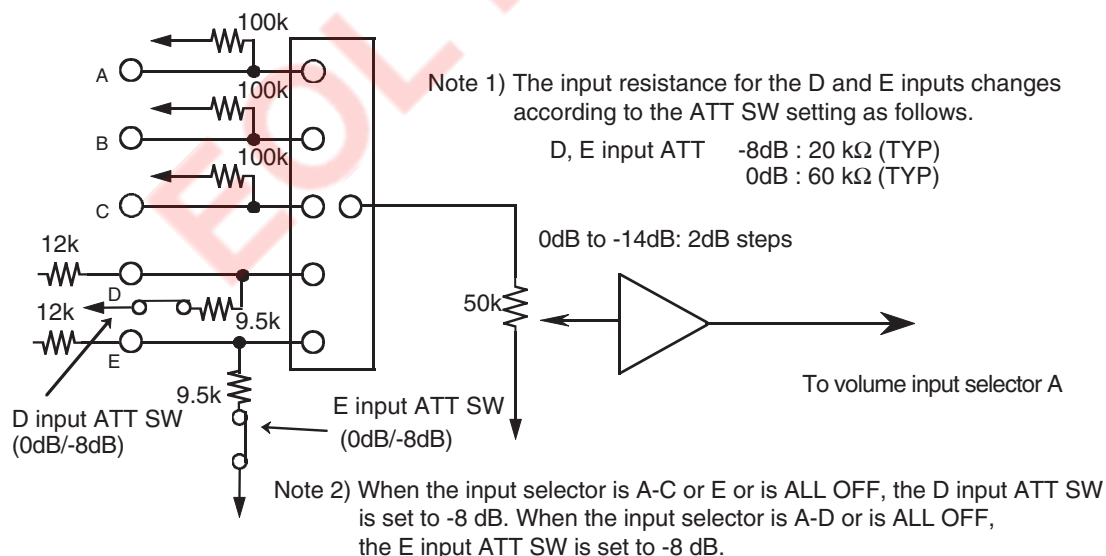 100k
A
100k
B
100k
C
12k
D
9.5k
12k
E
9.5k
D input ATT SW
(0dB/-8dB)
E input ATT SW
(0dB/-8dB)
Note 1) The input resistance for the D and E inputs changes
according to the ATT SW setting as follows.
D, E input ATT -8dB : 20 kΩ (TYP)
0dB : 60 kΩ (TYP)
0dB to -14dB: 2dB steps
50k
To volume input selector A
Note 2) When the input selector is A-C or E or is ALL OFF, the D input ATT SW
is set to -8 dB. When the input selector is A-D or is ALL OFF,
the E input ATT SW is set to -8 dB.
EOL